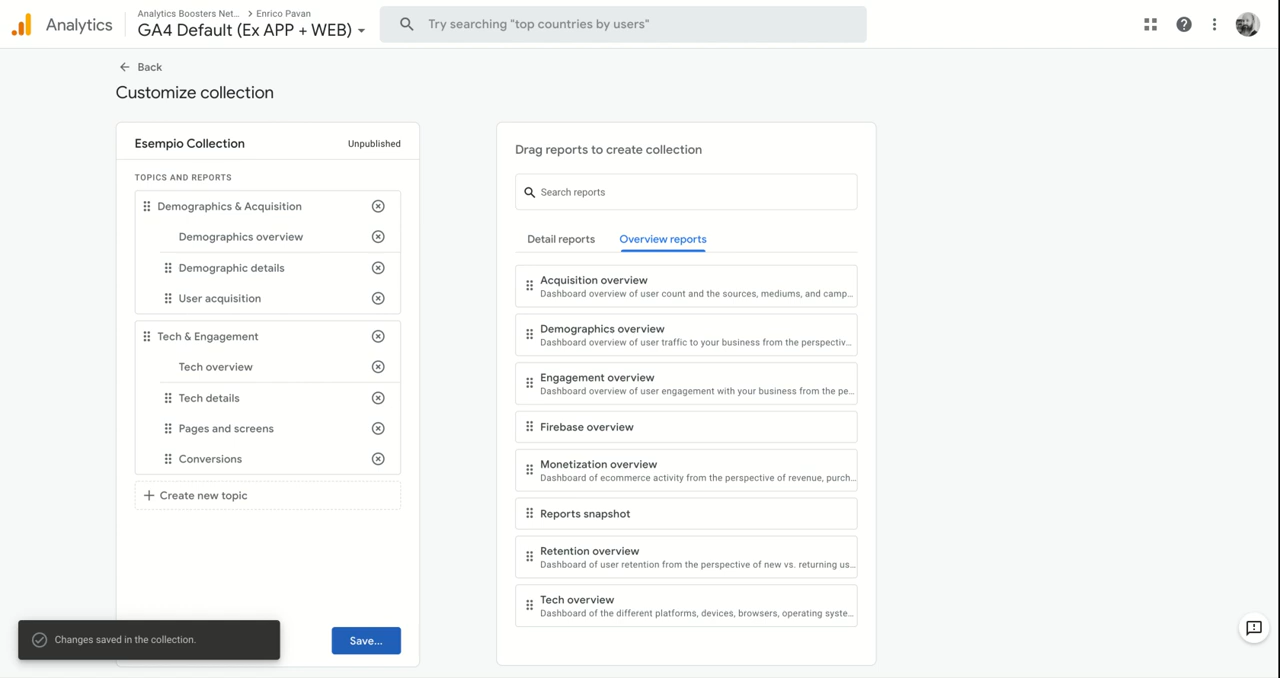 Analytics
Analytics Boosters Net... > Enrico Pavan
GA4 Default (Ex APP + WEB)
Try searching "top countries by users"
Back
Customize collection
Esempio Collection
Unpublished
TOPICS AND REPORTS
Demographics & Acquisition
Demographics overview
Demographic details
User acquisition
Tech & Engagement
Tech overview
Tech details
Pages and screens
Conversions
+ Create new topic
Changes saved in the collection.
Save...
Drag reports to create collection
Search reports
Detail reports
Overview reports
Acquisition overview
Dashboard overview of user count and the sources, mediums, and camp...
Demographics overview
Dashboard overview of user traffic to your business from the perspectiv...
Engagement overview
Dashboard overview of user engagement with your business from the pe...
Firebase overview
Monetization overview
Dashboard of ecommerce activity from the perspective of revenue, purch...
Reports snapshot
Retention overview
Dashboard of user retention from the perspective of new vs. returning us...
Tech overview
Dashboard of the different platforms, devices, browsers, operating syste...